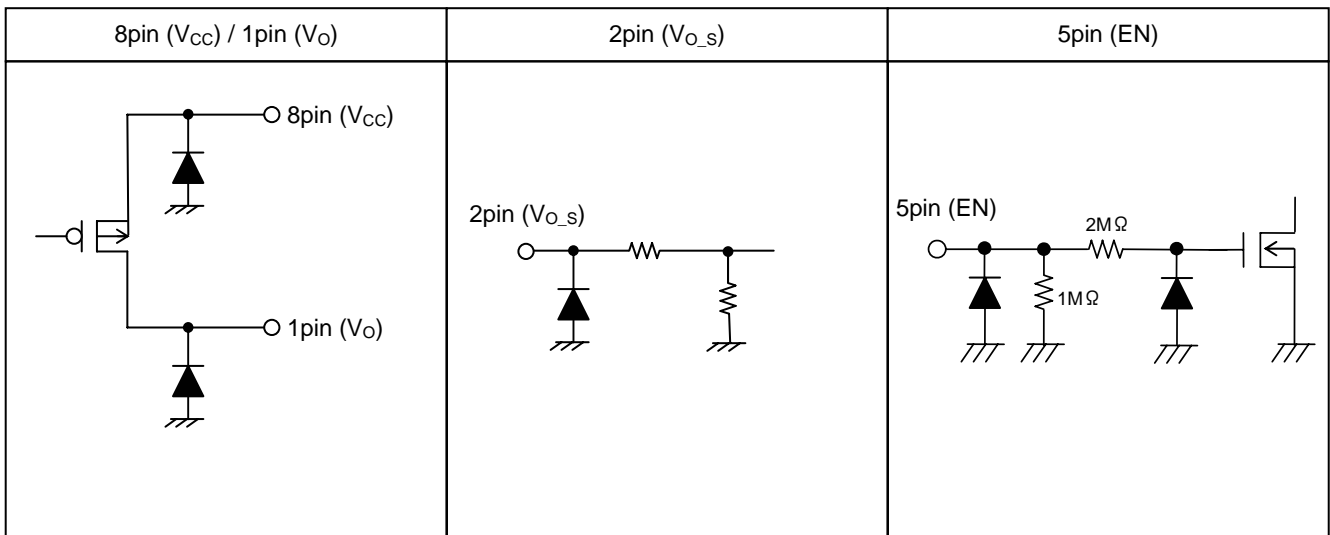 8pin (VCC) / 1pin (VO)
2pin (VO_S)
5pin (EN)
8pin (VCC)
1pin (VO)
2pin (VO_S)
5pin (EN)
2MΩ
1MΩ